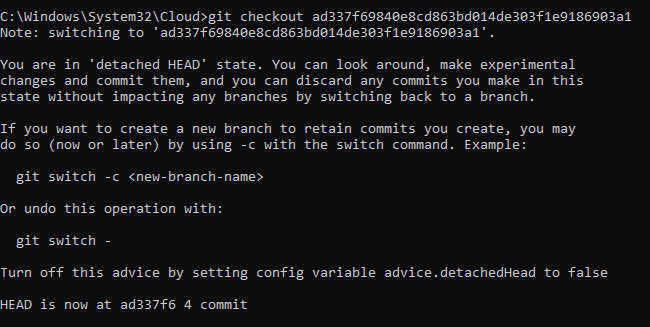 C:\Windows\System32\Cloud>git checkout ad337f69840e8cd863bd014de303f1e9186903a1
Note: switching to 'ad337f69840e8cd863bd014de303f1e9186903a1'.
You are in 'detached HEAD' state. You can look around, make experimental
changes and commit them, and you can discard any commits you make in this
state without impacting any branches by switching back to a branch.
If you want to create a new branch to retain commits you create, you may
do so (now or later) by using -c with the switch command. Example:
git switch -c <new-branch-name>
Or undo this operation with:
git switch -
Turn off this advice by setting config variable advice.detachedHead to false
HEAD is now at ad337f6 4 commit